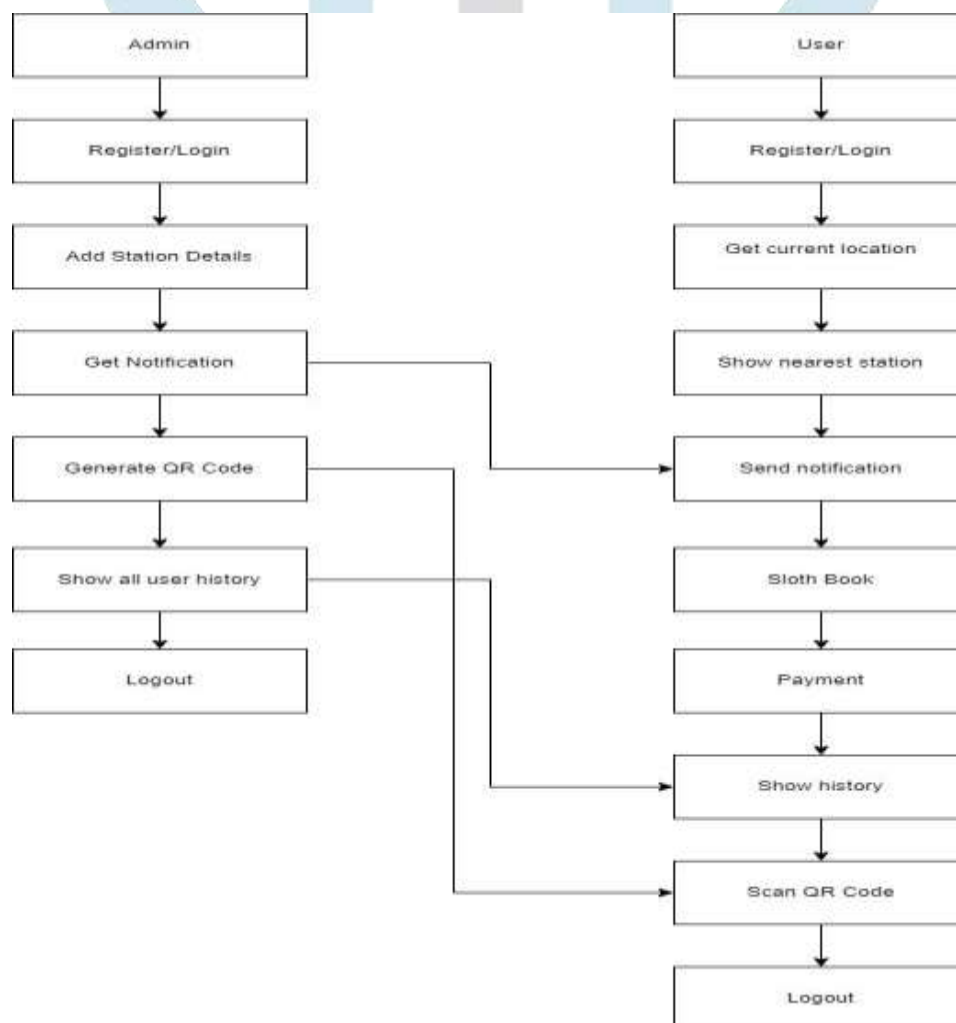 Admin
Register/Login
Add Station Details
Get Notification
Generate QR Code
Show all user history
Logout
User
Register/Login
Get current location
Show nearest station
Send notification
Sloth Book
Payment
Show history
Scan QR Code
Logout